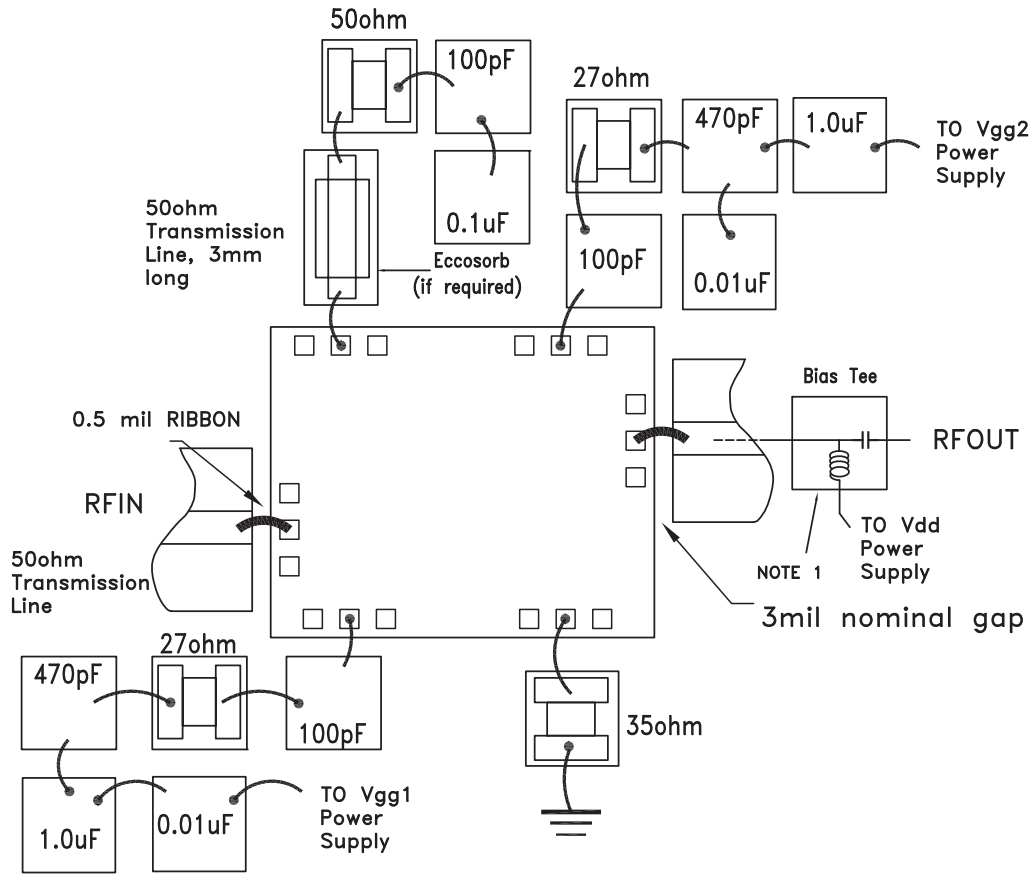 50ohm
100pF
27ohm
470pF
1.0uF
TO Vgg2
Power
Supply
50ohm
Transmission
Line, 3mm
long
0.1uF
Eccosorb
(if required)
100pF
0.01uF
Bias Tee
0.5 mil RIBBON
RFOUT
RFIN
TO Vdd
Power
Supply
NOTE 1
50ohm
Transmission
Line
3mil nominal gap
27ohm
470pF
100pF
35ohm
1.0uF
0.01uF
TO Vgg1
Power
Supply